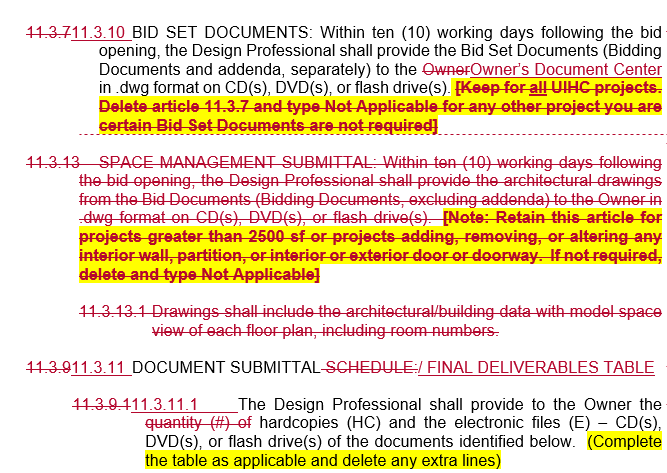 11.3.711.3.10 BID SET DOCUMENTS: Within ten (10) working days following the bid
opening, the Design Professional shall provide the Bid Set Documents (Bidding
Documents and addenda, separately) to the OwnerOwner's Document Center
in .dwg format on CD(s), DVD(s), or flash drive(s). [Keep for all UIHC projects.
Delete article 11.3.7 and type Not Applicable for any other project you are
certain Bid Set Documents are not required]
11.3.13 SPACE MANAGEMENT SUBMITTAL: Within ten (10) working days following
the bid opening, the Design Professional shall provide the architectural drawings
from the Bid Documents (Bidding Documents, excluding addenda) to the Owner in
.dwg format on CD(s), DVD(s), or flash drive(s). [Note: Retain this article for
projects greater than 2500 sf or projects adding, removing, or altering any
interior wall, partition, or interior or exterior door or doorway. If not required,
delete and type Not Applicable]
11.3.13.1 Drawings shall include the architectural/building data with model space
view of each floor plan, including room numbers.
11.3.911.3.11 DOCUMENT SUBMITTAL SCHEDULE:/ FINAL DELIVERABLES TABLE
11.3.9.111.3.11.1 The Design Professional shall provide to the Owner the
quantity (#) of hardcopies (HC) and the electronic files (E) – CD(s),
DVD(s), or flash drive(s) of the documents identified below. (Complete
the table as applicable and delete any extra lines)